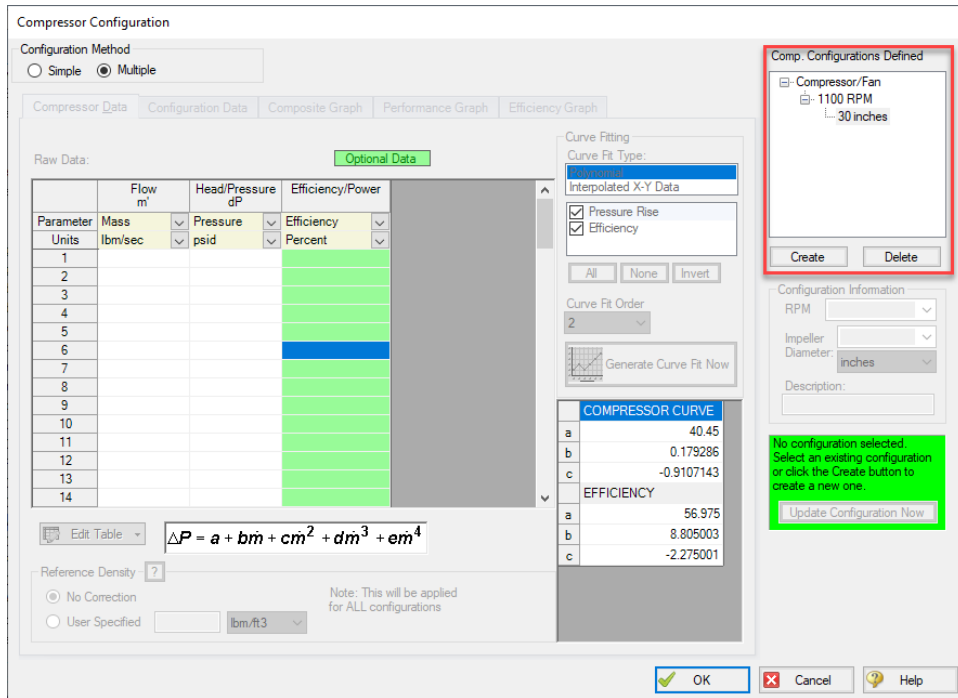 Compressor Configuration
Configuration Method
Simple
Multiple
Compressor Data
Configuration Data
Composite Graph
Performance Graph
Efficiency Graph
Raw Data:
Optional Data
Flow
m'
Head/Pressure
dP
Efficiency/Power
Parameter Mass Pressure Efficiency
Units lbm/sec psid Percent
1
2
3
4
5
6
7
8
9
10
11
12
13
14
Edit Table
ΔP = a + bṁ + cṁ² + dṁ³ + eṁ⁴
Reference Density ?
No Correction
User Specified lbm/ft3
Note: This will be applied
for ALL configurations
Curve Fitting
Curve Fit Type:
Polynomial
Interpolated X-Y Data
Pressure Rise
Efficiency
All None Invert
Curve Fit Order
2
Generate Curve Fit Now
COMPRESSOR CURVE
a 40.45
b 0.179286
c -0.9107143
EFFICIENCY
a 56.975
b 8.805003
c -2.275001
Comp. Configurations Defined
Compressor/Fan
1100 RPM
30 inches
Create Delete
Configuration Information
RPM
Impeller
Diameter: inches
Description:
No configuration selected.
Select an existing configuration
or click the Create button to
create a new one.
Update Configuration Now
OK Cancel Help